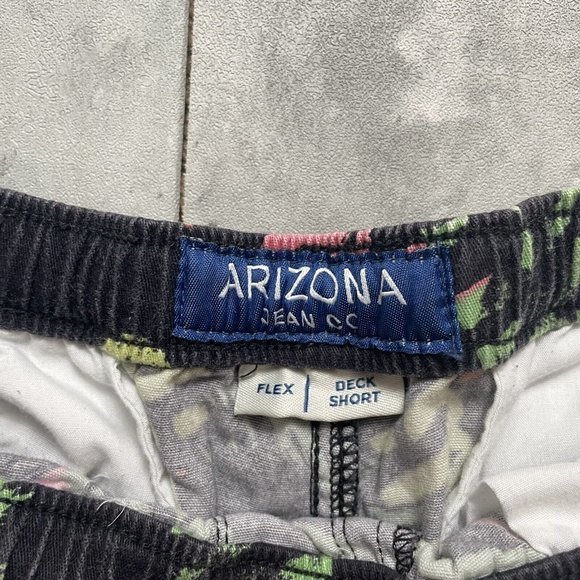 ARIZONA
JEAN CO
FLEX | DECK
SHORT